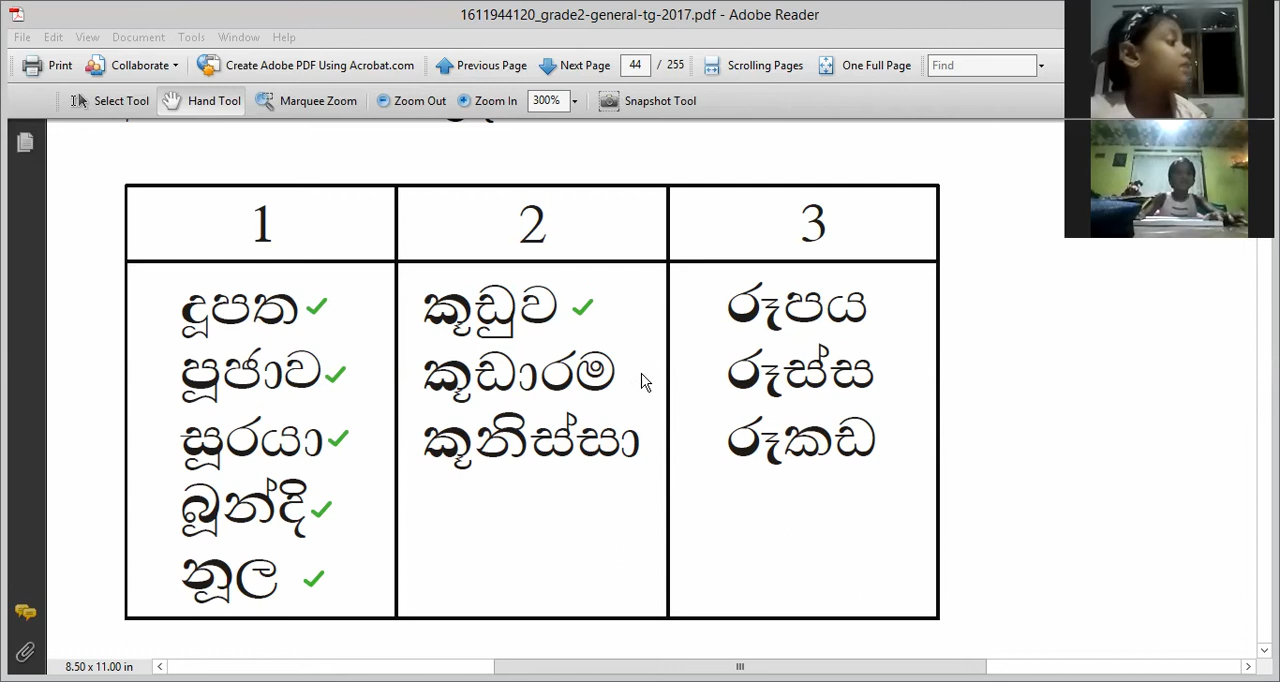 1611944120_grade2-general-tg-2017.pdf - Adobe Reader
File Edit View Document Tools Window Help
Print Collaborate Create Adobe PDF Using Acrobat.com Previous Page Next Page 44 / 255 Scrolling Pages One Full Page Find
Select Tool Hand Tool Marquee Zoom Zoom Out Zoom In 300% Snapshot Tool
1 2 3
දූපත කූඩුව රූපය
පූජාව කූඩාරම රූස්ස
සූරයා කූනිස්සා රූකඩ
බූන්දි
නූල
8.50 x 11.00 in